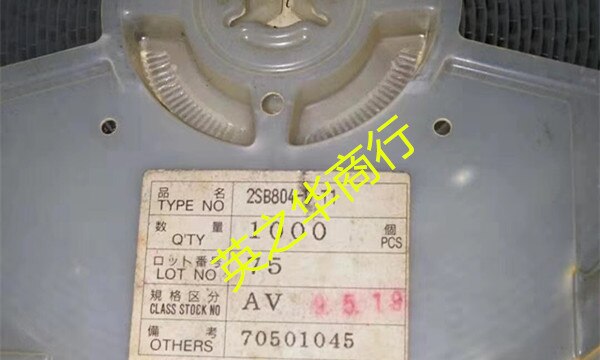 品 名 2SB804
TYPE NO
数 量 1000 個
Q'TY PCS
ロット番号 75
LOT NO
規格区分 AV 9.5.19
CLASS STOCK NO
備 考 70501045
OTHERS
英之华商行